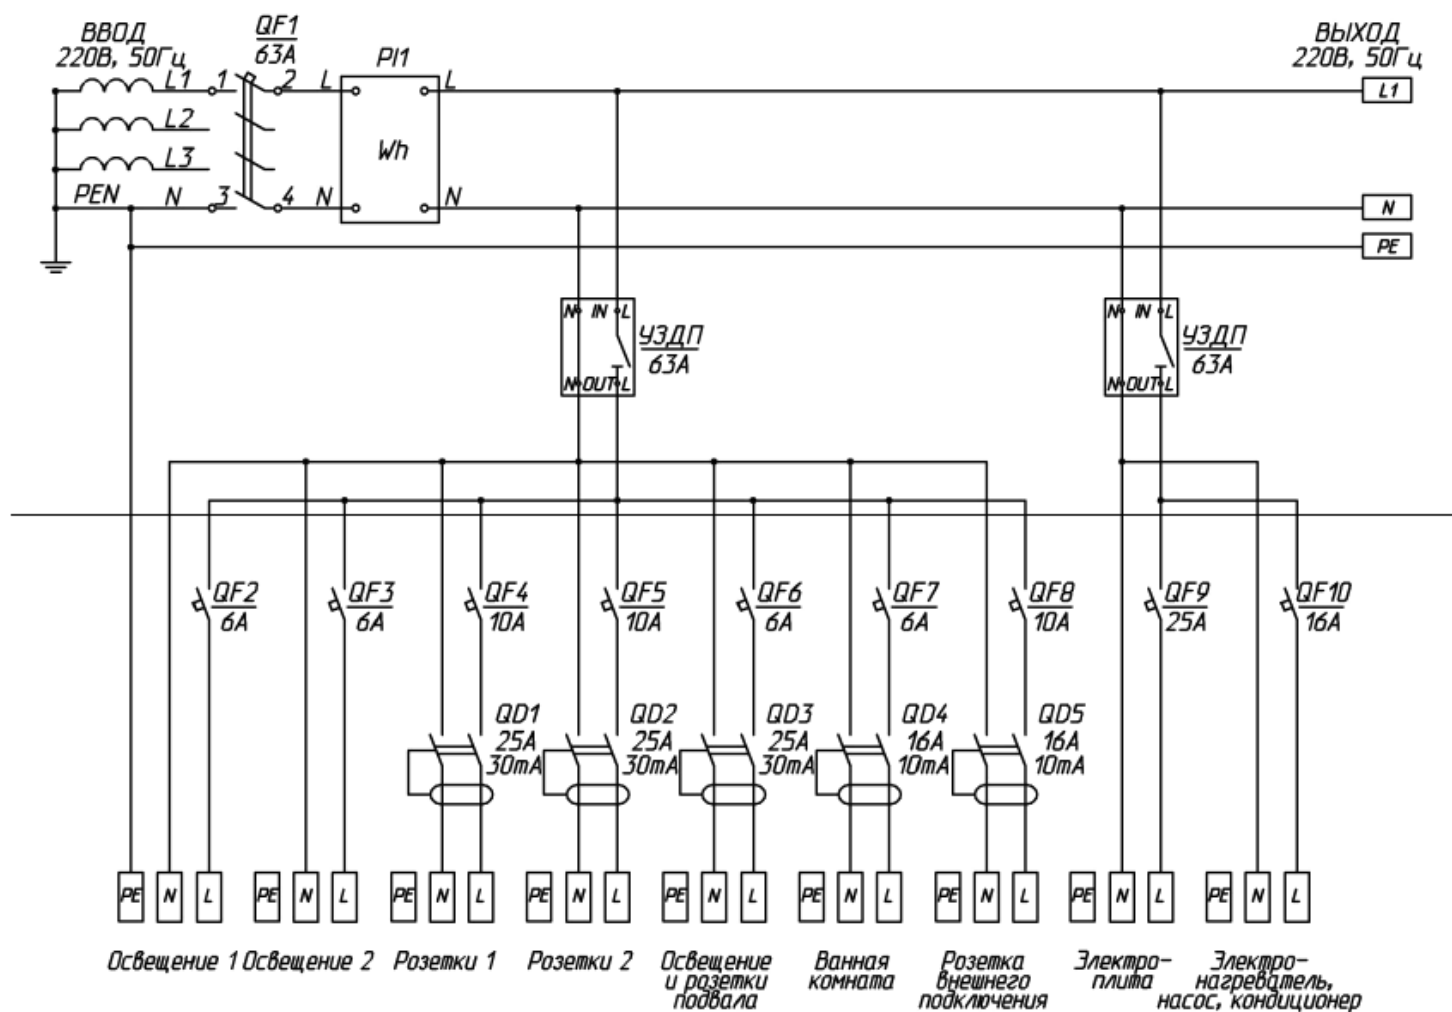 ВВОД
220В, 50Гц
QF1
63А
PI1
ВЫХОД
220В, 50Гц
L1 1 2 L L L1
L2
L3
Wh
PEN N 3 4 N N N
PE
N IN L
УЗДП
63А
N OUT L
N IN L
УЗДП
63А
N OUT L
QF2
6А
QF3
6А
QF4
10А
QF5
10А
QF6
6А
QF7
6А
QF8
10А
QF9
25А
QF10
16А
QD1
25А
30mA
QD2
25А
30mA
QD3
25А
30mA
QD4
16А
10mA
QD5
16А
10mA
PE N L PE N L PE N L PE N L PE N L PE N L PE N L PE N L PE N L
Освещение 1
Освещение 2
Розетки 1
Розетки 2
Освещение
и розетки
подвала
Ванная
комната
Розетка
внешнего
подключения
Электро-
плита
Электро-
нагреватель,
насос, кондиционер